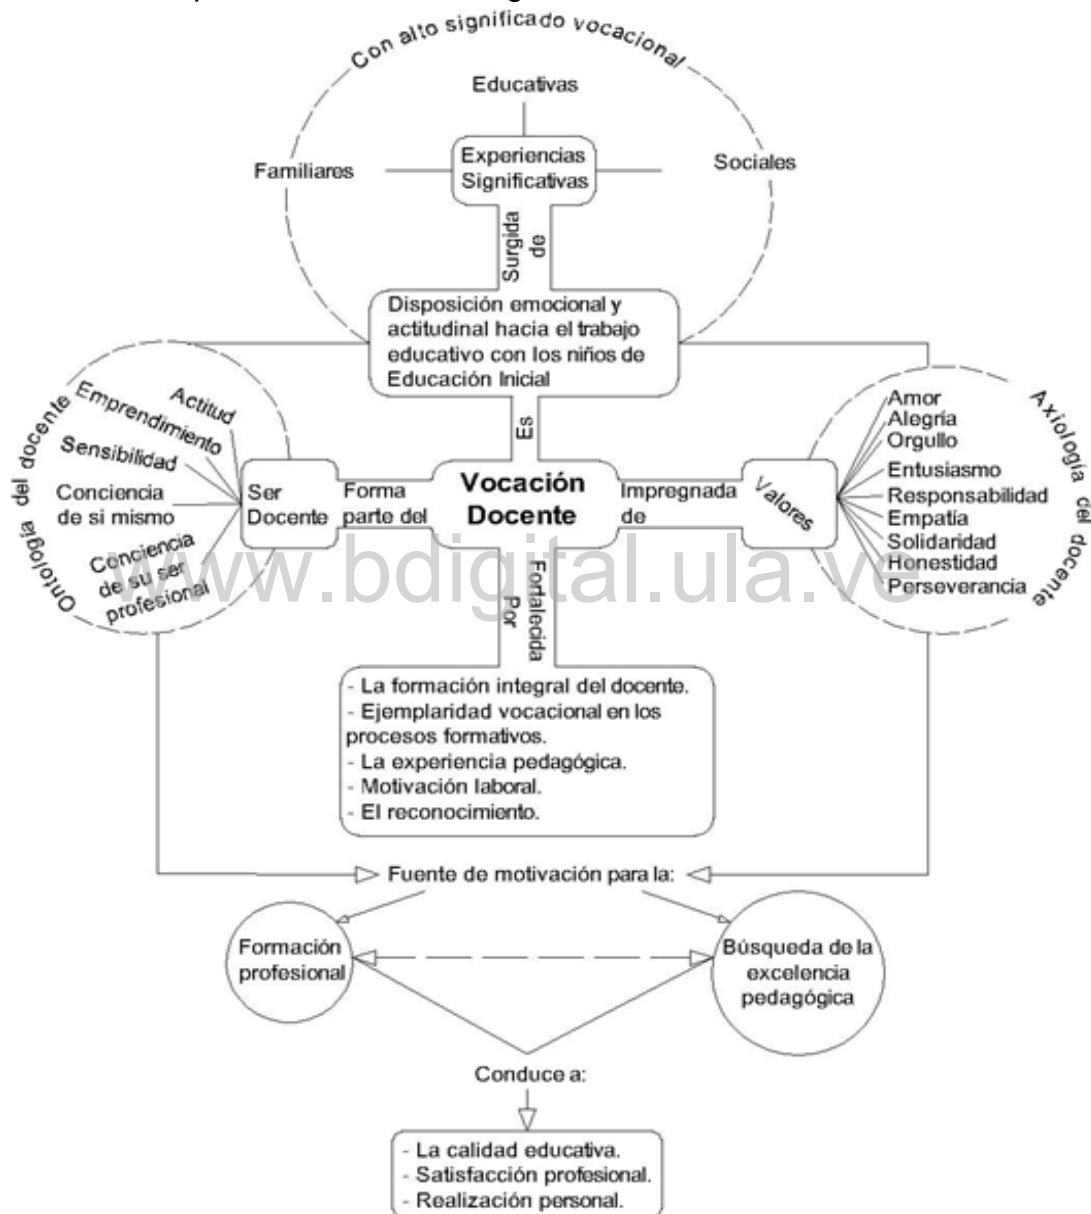 Con alto significado vocacional
Educativas
Familiares
Experiencias
Significativas
Sociales
Surgida
de
Disposición emocional y
actitudinal hacia el trabajo
educativo con los niños de
Educación Inicial
Es
Ontología del docente
Actitud
Emprendimiento
Sensibilidad
Conciencia
de si mismo
Conciencia
de su ser
profesional
Ser
Docente
Forma
parte del
Vocación
Docente
Impregnada
de
Valores
Amor
Alegría
Orgullo
Entusiasmo
Responsabilidad
Empatía
Solidaridad
Honestidad
Perseverancia
Axiología del docente
www.bdigital.ula.ve
Fortalecida
Por
- La formación integral del docente.
- Ejemplaridad vocacional en los
procesos formativos.
- La experiencia pedagógica.
- Motivación laboral.
- El reconocimiento.
Fuente de motivación para la:
Formación
profesional
Búsqueda de la
excelencia
pedagógica
Conduce a:
- La calidad educativa.
- Satisfacción profesional.
- Realización personal.